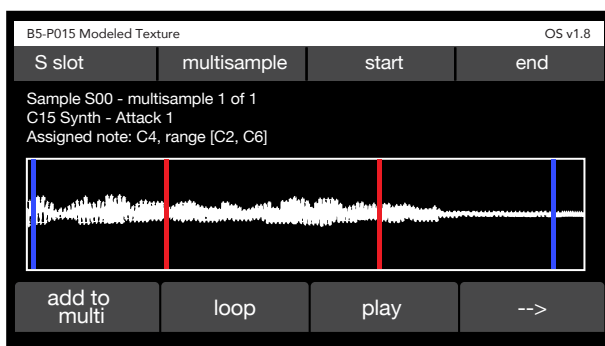 B5-P015 Modeled Texture OS v1.8
S slot multisample start end
Sample S00 - multisample 1 of 1
C15 Synth - Attack 1
Assigned note: C4, range [C2, C6]
add to
multi
loop play -->